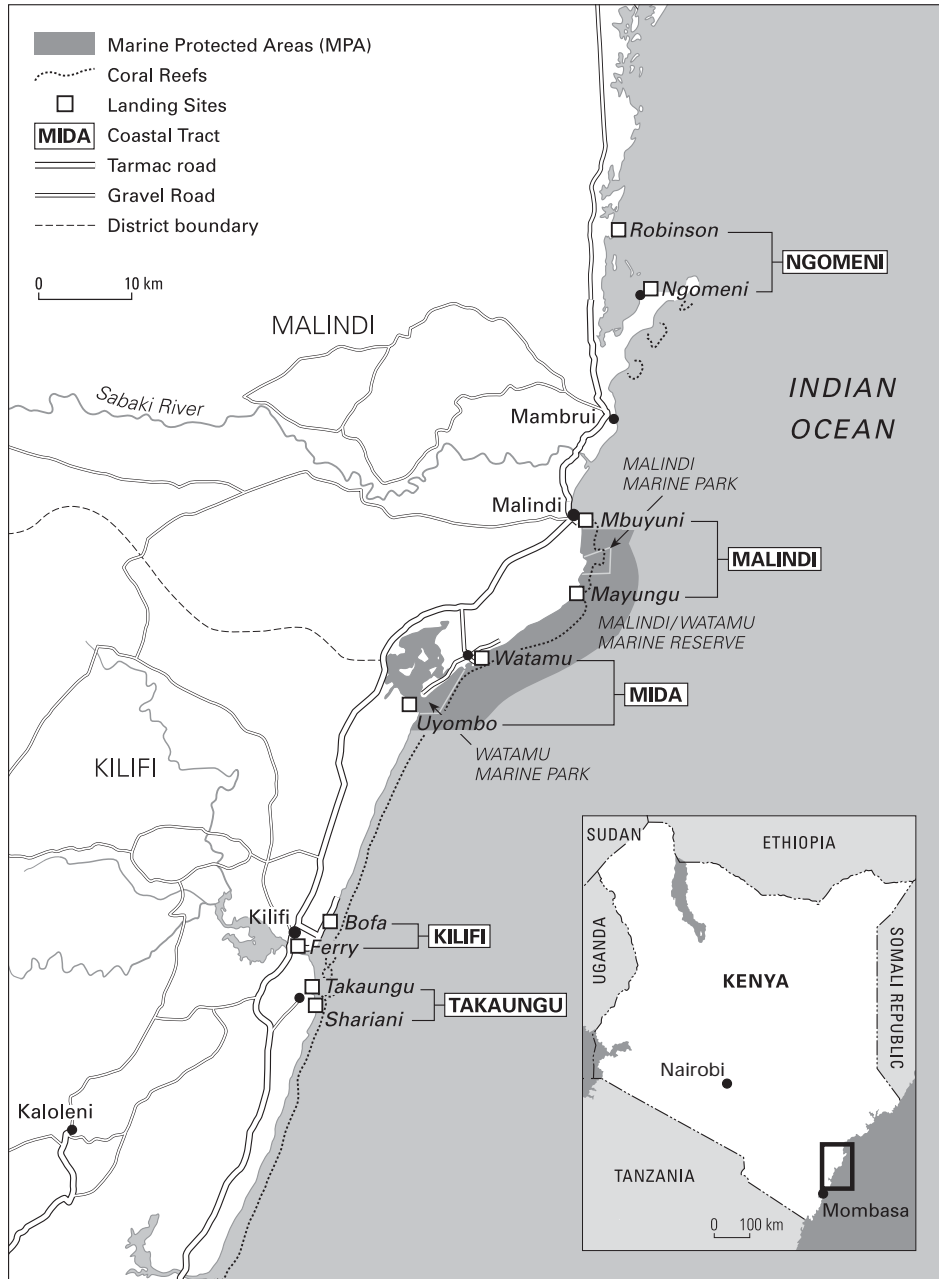 Marine Protected Areas (MPA)
Coral Reefs
Landing Sites
MIDA Coastal Tract
Tarmac road
Gravel Road
District boundary
0 10 km
Robinson
NGOMENI
Ngomeni
MALINDI
Sabaki River
INDIAN
OCEAN
Mambrui
MALINDI
MARINE PARK
Malindi
Mbuyuni
MALINDI
Mayungu
MALINDI/WATAMU
MARINE RESERVE
Watamu
MIDA
Uyombo
WATAMU
MARINE PARK
KILIFI
Kilifi
Bofa
KILIFI
Ferry
Takaungu
TAKAUNGU
Shariani
Kaloleni
SUDAN
ETHIOPIA
UGANDA
SOMALI REPUBLIC
KENYA
Nairobi
TANZANIA
Mombasa
0 100 km